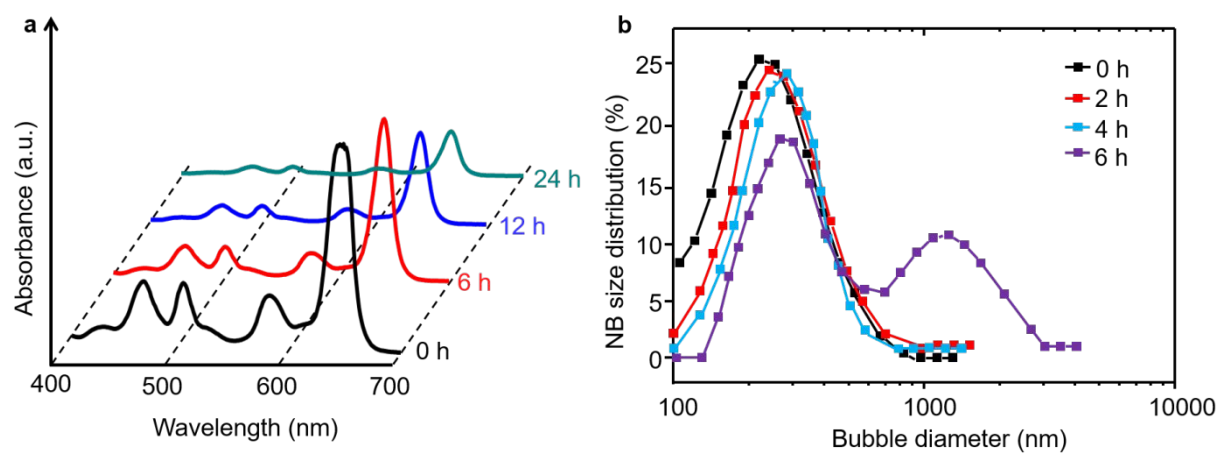 a
Absorbance (a.u.)
24 h
12 h
6 h
0 h
400 500 600 700
Wavelength (nm)
b
NB size distribution (%)
25
20
15
10
5
0
0 h
2 h
4 h
6 h
100 1000 10000
Bubble diameter (nm)